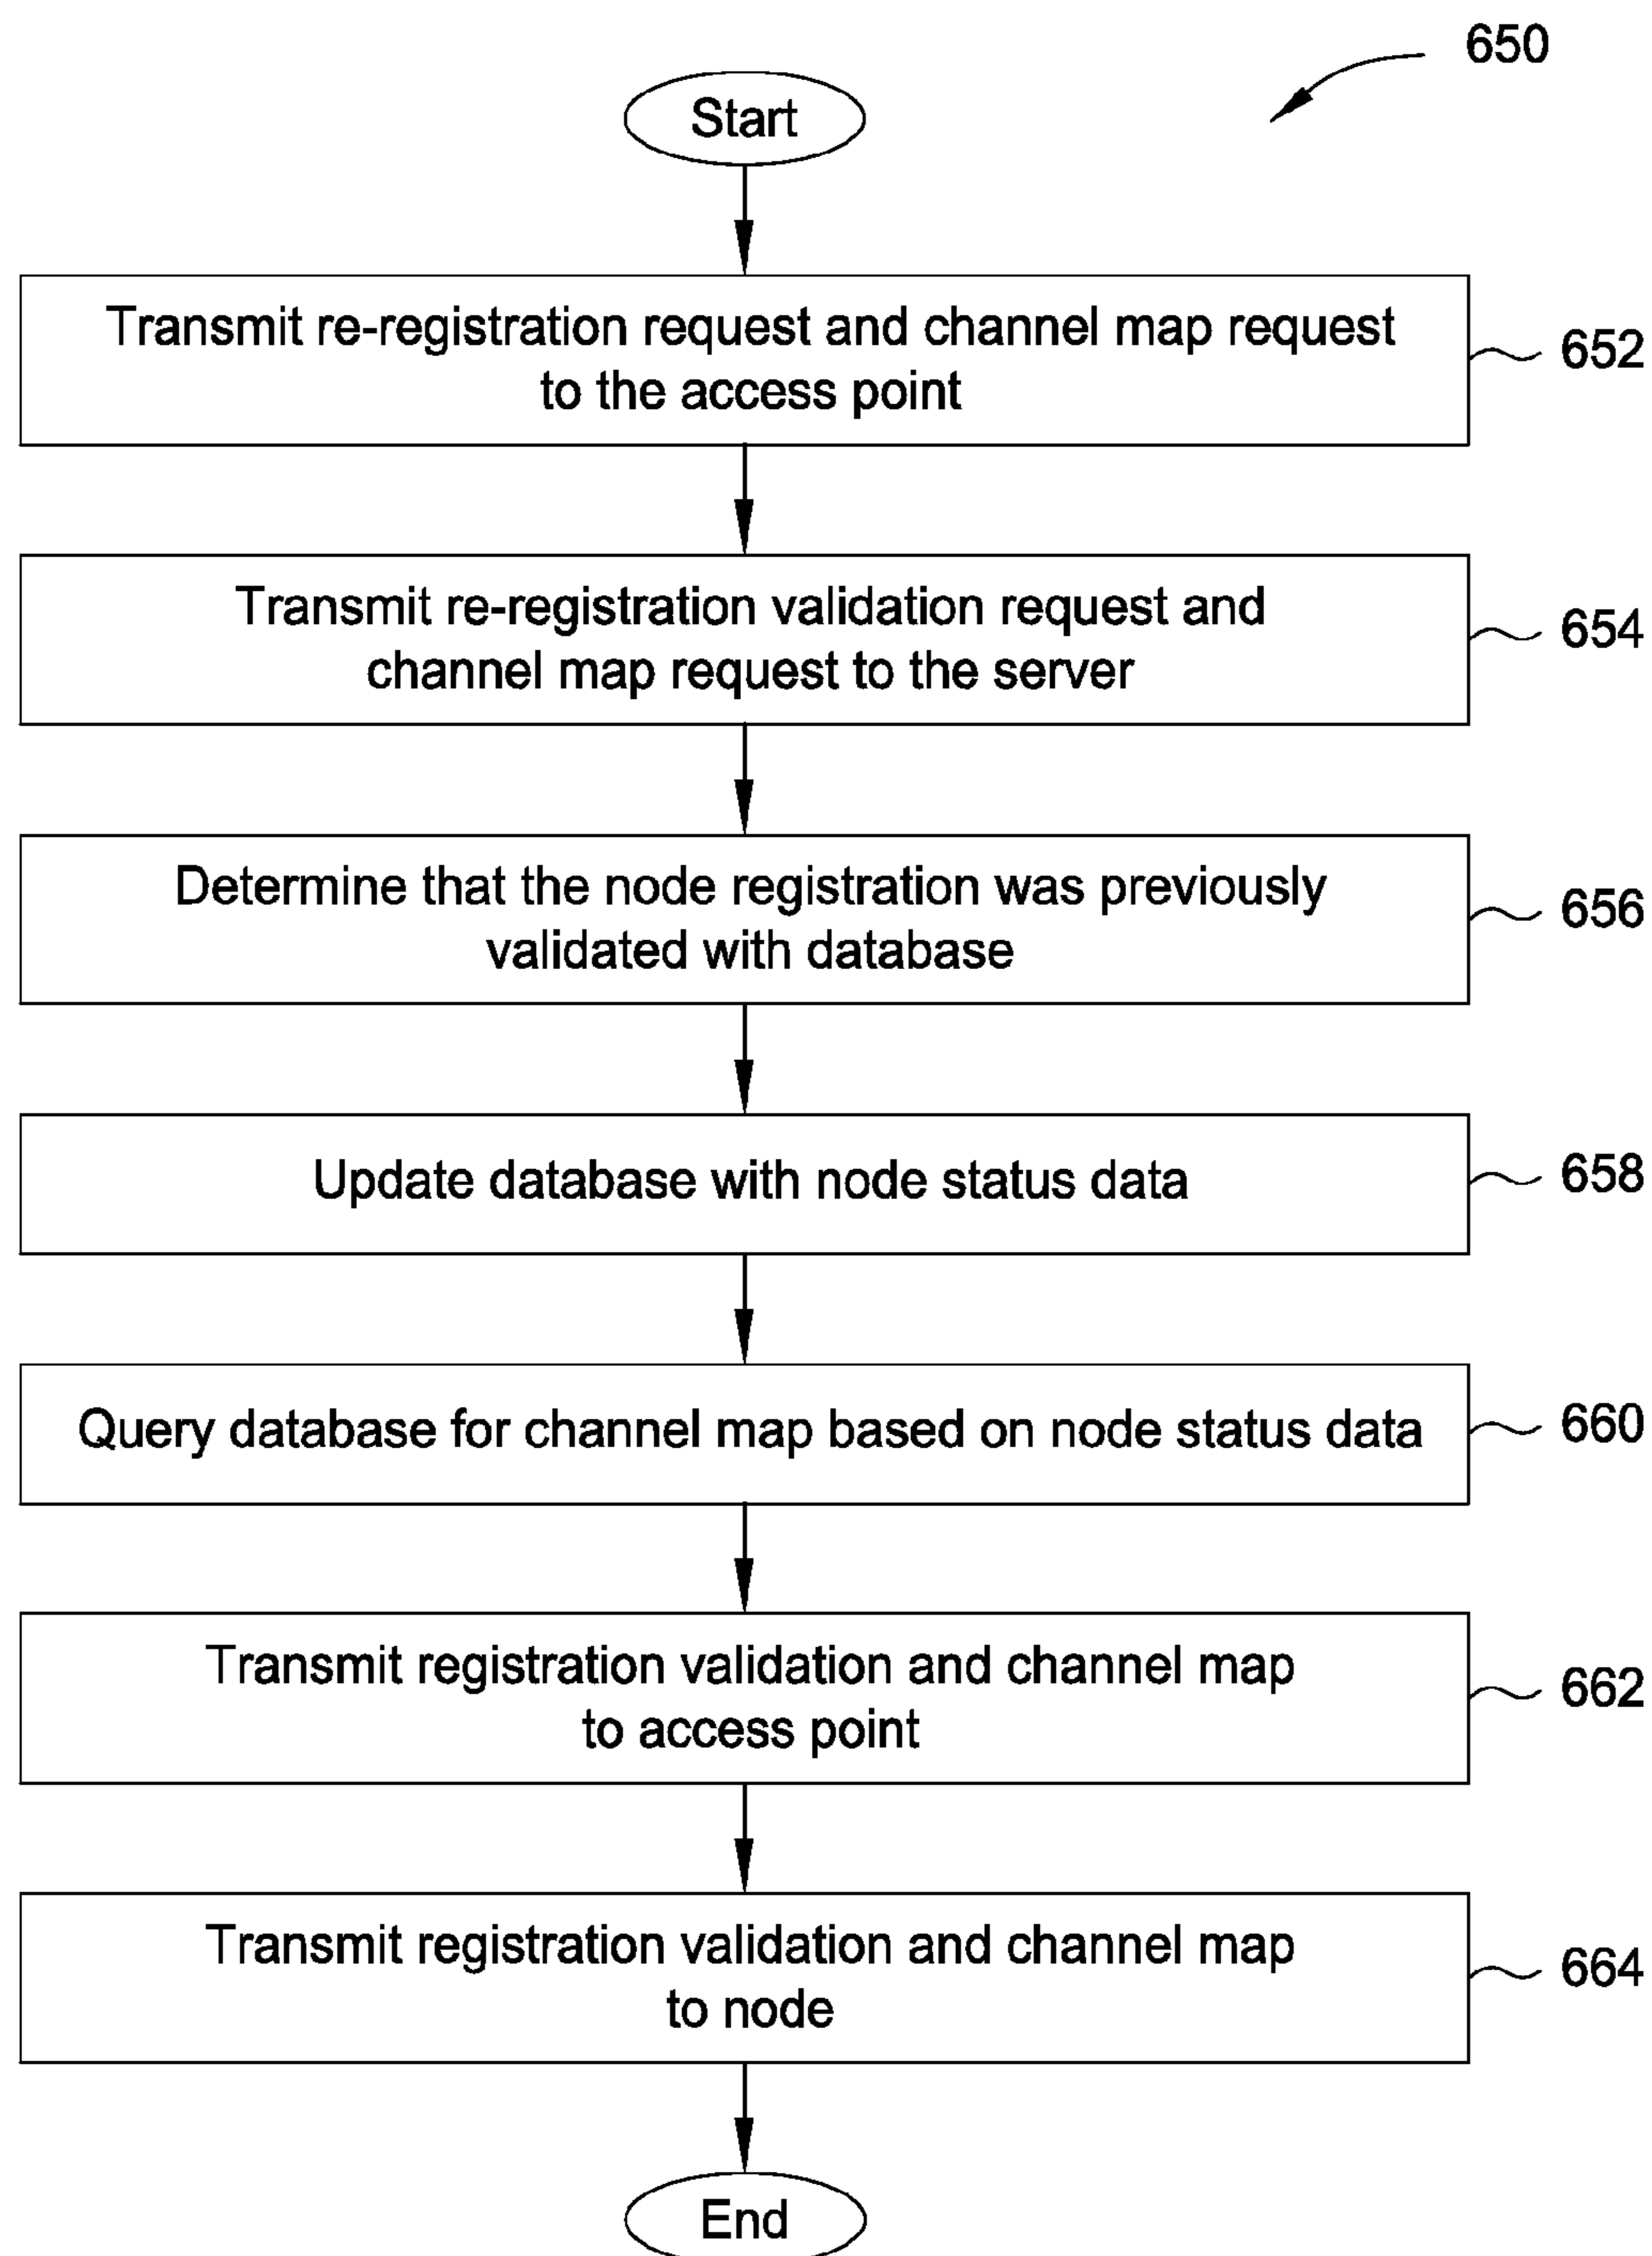 650
Start
Transmit re-registration request and channel map request
to the access point
652
Transmit re-registration validation request and
channel map request to the server
654
Determine that the node registration was previously
validated with database
656
Update database with node status data
658
Query database for channel map based on node status data
660
Transmit registration validation and channel map
to access point
662
Transmit registration validation and channel map
to node
664
End